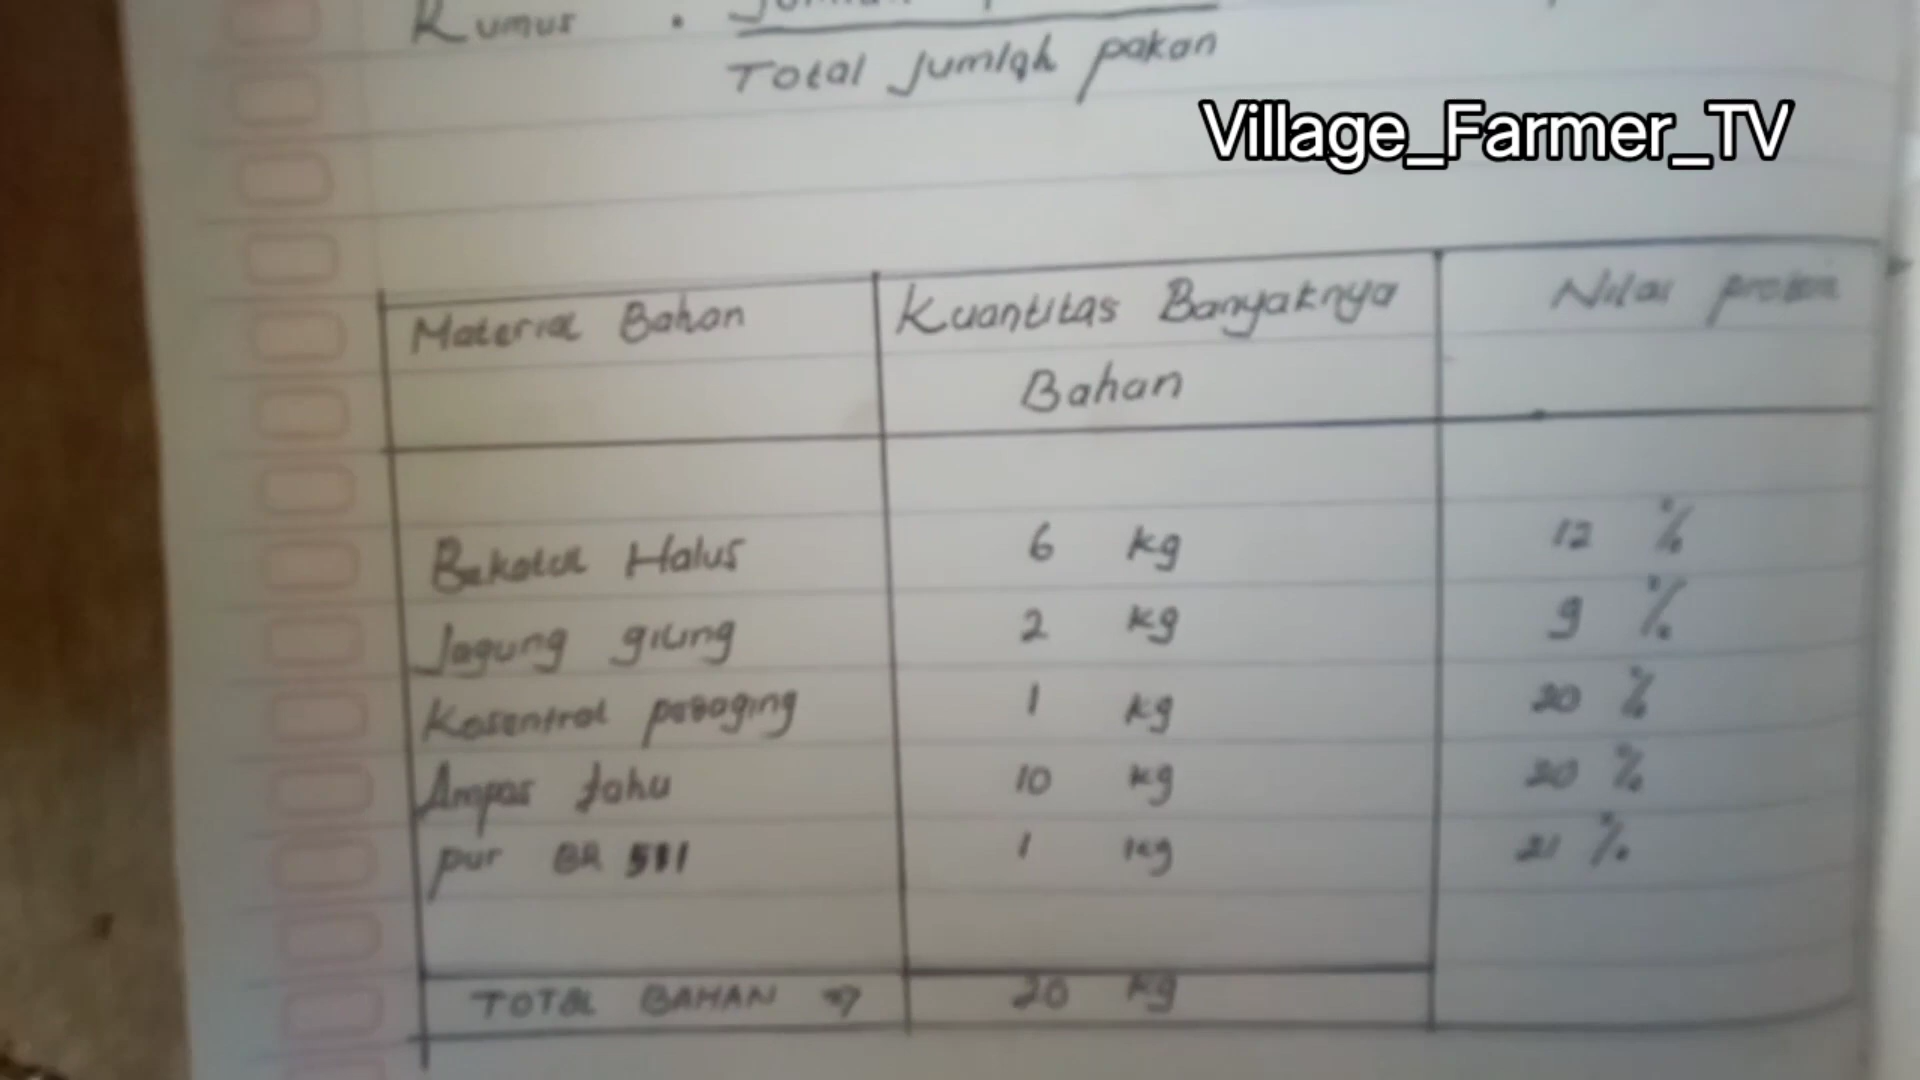 Rumus :
Total Jumlah pakan
Village_Farmer_TV
Material Bahan Kuantitas Banyaknya Nilai protein
Bahan
Bekatul Halus 6 kg 12 %
Jagung giling 2 kg 9 %
Kosentrat pedaging 1 kg 20 %
Ampas tahu 10 kg 20 %
pur BR 511 1 kg 21 %
TOTAL BAHAN ⇒ 20 kg